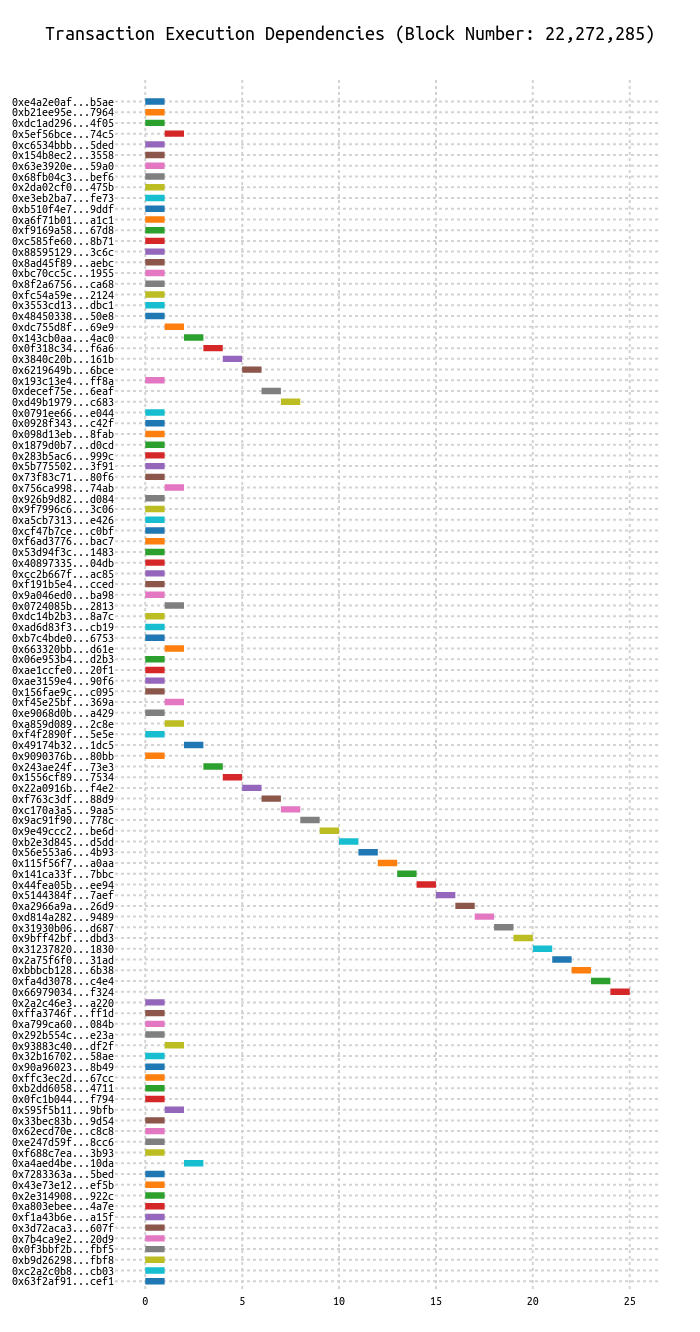 Transaction Execution Dependencies (Block Number: 22,272,285)
0xe4a2e0af...b5ae
0xb21ee95e...7964
0xdc1ad296...4f05
0x5ef56bce...74c5
0xc6534bbb...5ded
0x154b8ec2...3558
0x63e3920e...59a0
0x68fb04c3...bef6
0x2da02cf0...475b
0xe3eb2ba7...fe73
0xb510f4e7...9ddf
0xa6f71b01...a1c1
0xf9169a58...67d8
0xc585fe60...8b71
0x88595129...3c6c
0x8ad45f89...aebc
0xbc70cc5c...1955
0x8f2a6756...ca68
0xfc54a59e...2124
0x3553cd13...dbc1
0x48450338...50e8
0xdc755d8f...69e9
0x143cb0aa...4ac0
0x0f318c34...f6a6
0x3840c20b...161b
0x6219649b...6bce
0x193c13e4...ff8a
0xdecef75e...6eaf
0xd49b1979...c683
0x0791ee66...e044
0x0928f343...c42f
0x098d13eb...8fab
0x1879d0b7...d0cd
0x283b5ac6...999c
0x5b775502...3f91
0x73f83c71...80f6
0x756ca998...74ab
0x926b9d82...d084
0x9f7996c6...3c06
0xa5cb7313...e426
0xcf47b7ce...c0bf
0xf6ad3776...bac7
0x53d94f3c...1483
0x40897335...04db
0xcc2b667f...ac85
0xf191b5e4...cced
0x9a046ed0...ba98
0x0724085b...2813
0xdc14b2b3...8a7c
0xad6d83f3...cb19
0xb7c4bde0...6753
0x663320bb...d61e
0x06e953b4...d2b3
0xae1ccfe0...20f1
0xae3159e4...90f6
0x156fae9c...c095
0xf45e25bf...369a
0xe9068d0b...a429
0xa859d089...2c8e
0xf4f2890f...5e5e
0x49174b32...1dc5
0x9090376b...80bb
0x243ae24f...73e3
0x1556cf89...7534
0x22a0916b...f4e2
0xf763c3df...88d9
0xc170a3a5...9aa5
0x9ac91f90...778c
0x9e49ccc2...be6d
0xb2e3d845...d5dd
0x56e553a6...4b93
0x115f56f7...a0aa
0x141ca33f...7bbc
0x44fea05b...ee94
0x5144384f...7aef
0xa2966a9a...26d9
0xd814a282...9489
0x31930b06...d687
0x9bff42bf...dbd3
0x31237820...1830
0x2a75f6f0...31ad
0xbbbcb128...6b38
0xfa4d3078...c4e4
0x66979034...f324
0x2a2c46e3...a220
0xffa3746f...ff1d
0xa799ca60...084b
0x292b554c...e23a
0x93883c40...df2f
0x32b16702...58ae
0x90a96023...8b49
0xffc3ec2d...67cc
0xb2dd6058...4711
0x0fc1b044...f794
0x595f5b11...9bfb
0x33bec83b...9d54
0x62ecd70e...c8c8
0xe247d59f...8cc6
0xf688c7ea...3b93
0xa4aed4be...10da
0x7283363a...5bed
0x43e73e12...ef5b
0x2e314908...922c
0xa803ebee...4a7e
0xf1a43b6e...a15f
0x3d72aca3...607f
0x7b4ca9e2...20d9
0x0f3bbf2b...fbf5
0xb9d26298...fbf8
0xc2a2c0b8...cb03
0x63f2af91...cef1
0 5 10 15 20 25